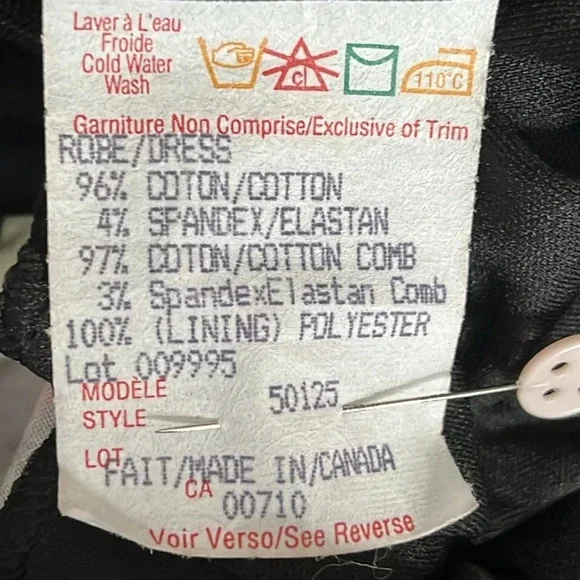 Laver à L'eau
Froide
Cold Water
Wash
C 110°C
Garniture Non Comprise/Exclusive of Trim
ROBE/DRESS
96% COTON/COTTON
4% SPANDEX/ELASTAN
97% COTON/COTTON COMB
3% SpandexElastan Comb
100% (LINING) POLYESTER
Lot 009995
MODÈLE
STYLE 50125
LOT
FAIT/MADE IN/CANADA
CA 00710
Voir Verso/See Reverse